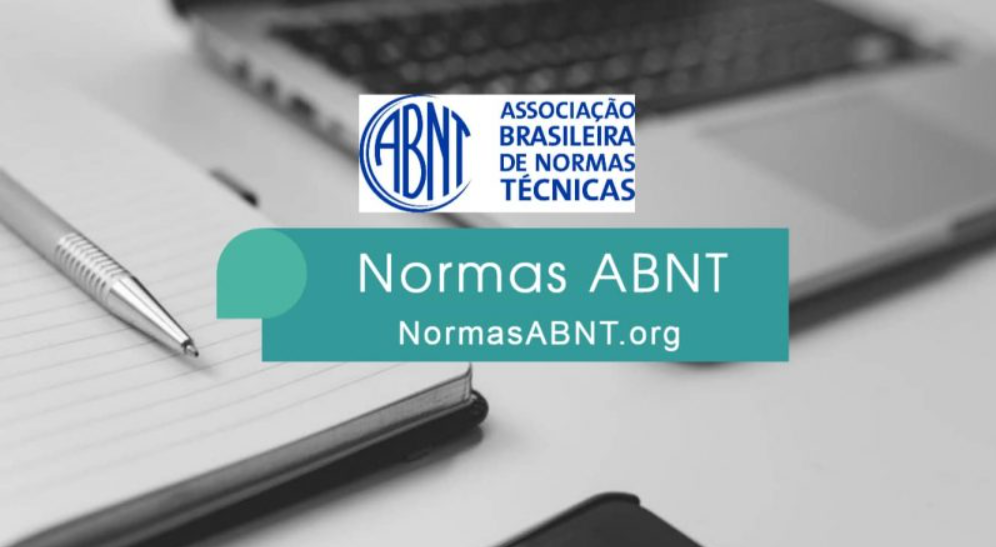 ABNT
ASSOCIAÇÃO
BRASILEIRA
DE NORMAS
TÉCNICAS
Normas ABNT
NormasABNT.org